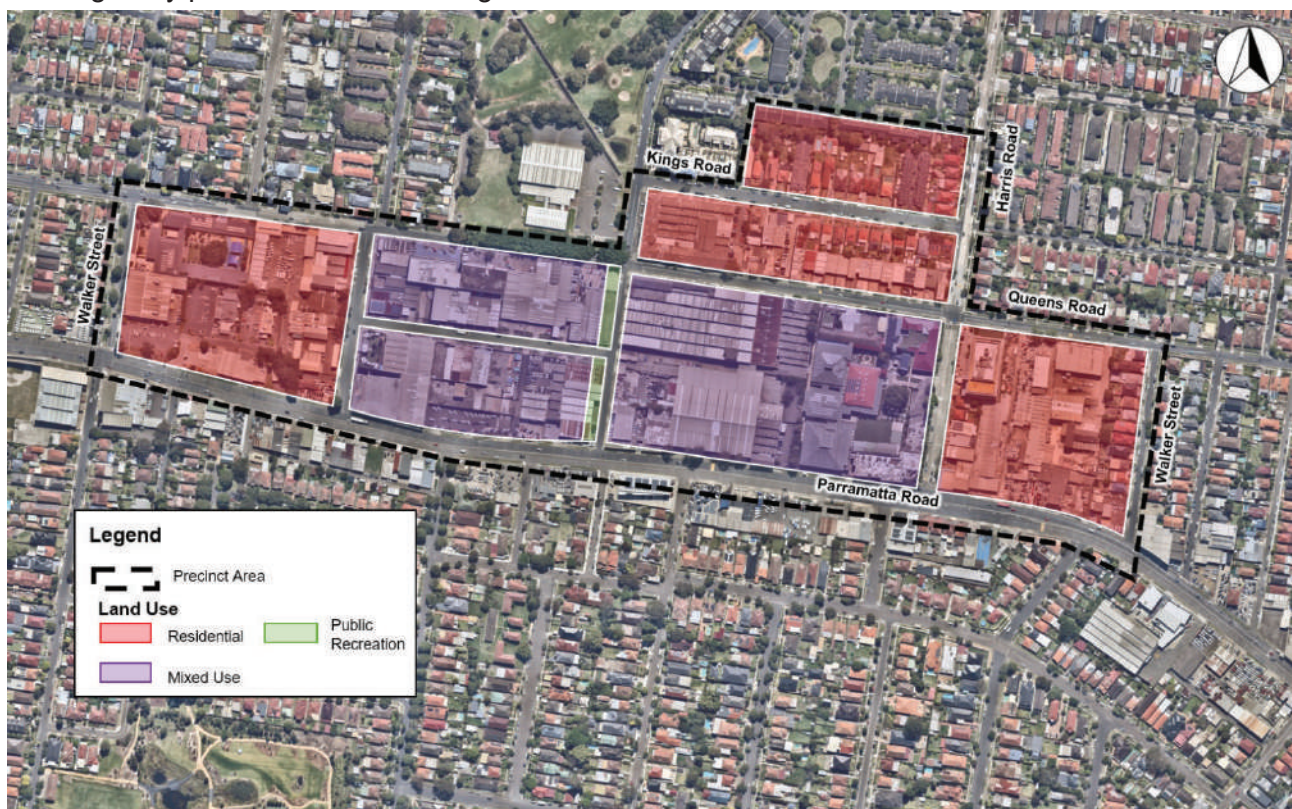 Kings Road
Harris Road
Walker Street
Queens Road
Walker Street
Parramatta Road
Legend
Precinct Area
Land Use
Residential
Public
Recreation
Mixed Use